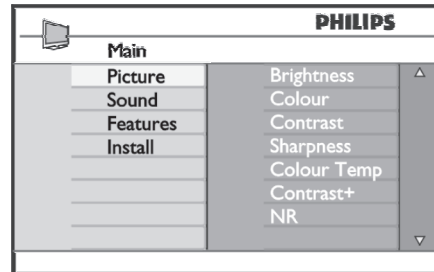 PHILIPS
Main
Picture
Sound
Features
Install
Brightness
Colour
Contrast
Sharpness
Colour Temp
Contrast+
NR